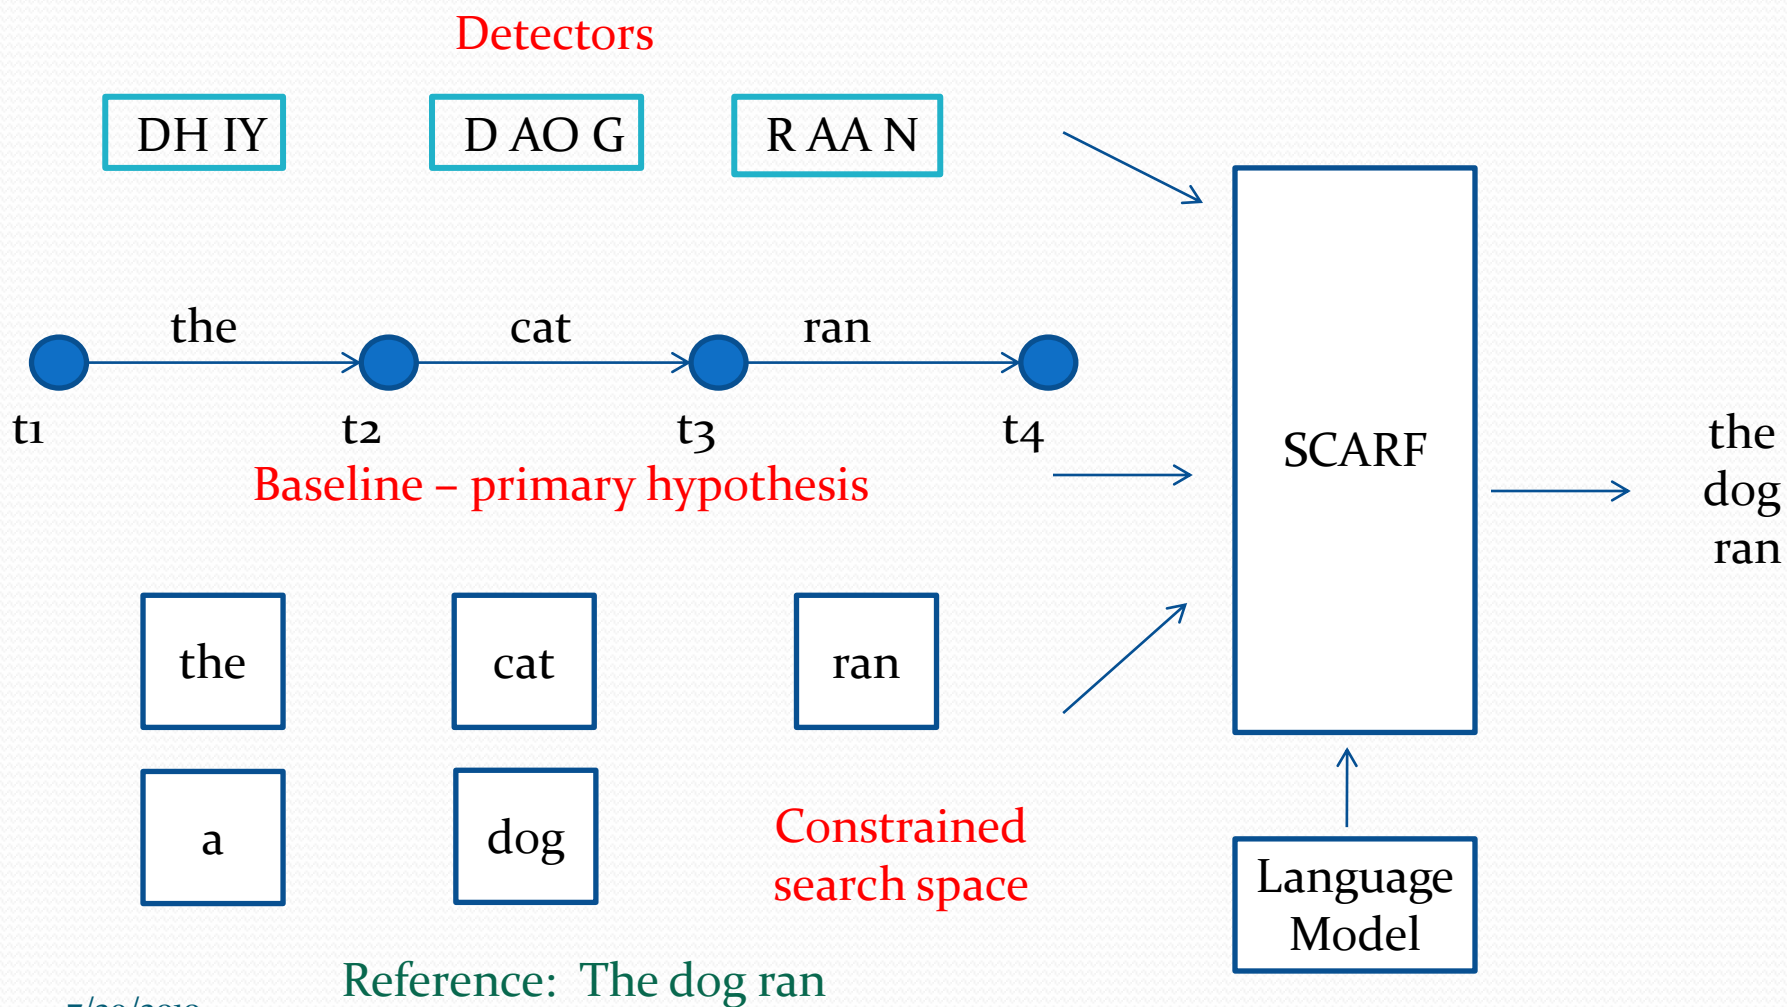 Detectors
DH IY
D AO G
R AA N
the
cat
ran
t1
t2
t3
t4
Baseline – primary hypothesis
SCARF
the
dog
ran
the
cat
ran
a
dog
Constrained
search space
Language
Model
Reference: The dog ran